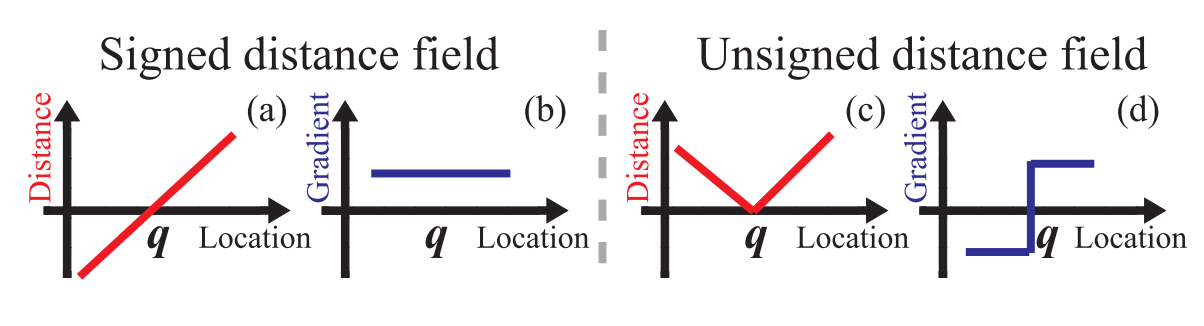 Signed distance field
Unsigned distance field
Distance
(a)
q
Location
Gradient
(b)
q
Location
Distance
(c)
q
Location
Gradient
(d)
q
Location